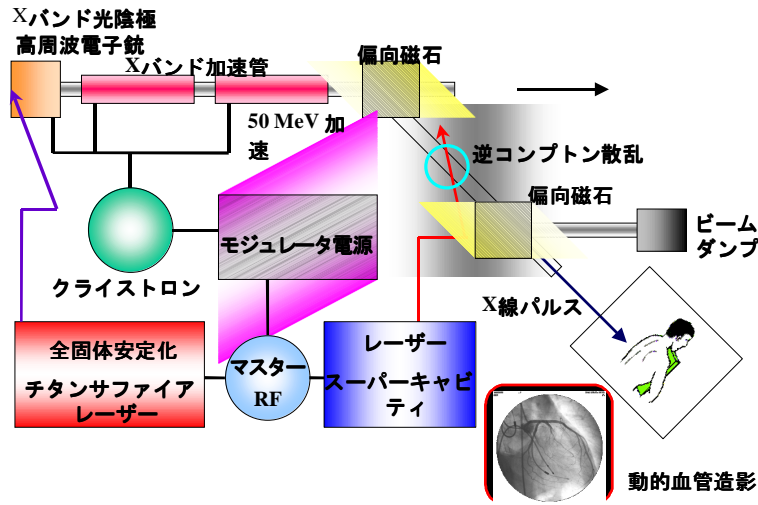 Xバンド光陰極
高周波電子銃
Xバンド加速管
偏向磁石
50 MeV 加
速
逆コンプトン散乱
偏向磁石
ビーム
ダンプ
モジュレータ電源
クライストロン
X線パルス
全固体安定化
チタンサファイア
レーザー
マスター
RF
レーザー
スーパーキャビ
ティ
動的血管造影